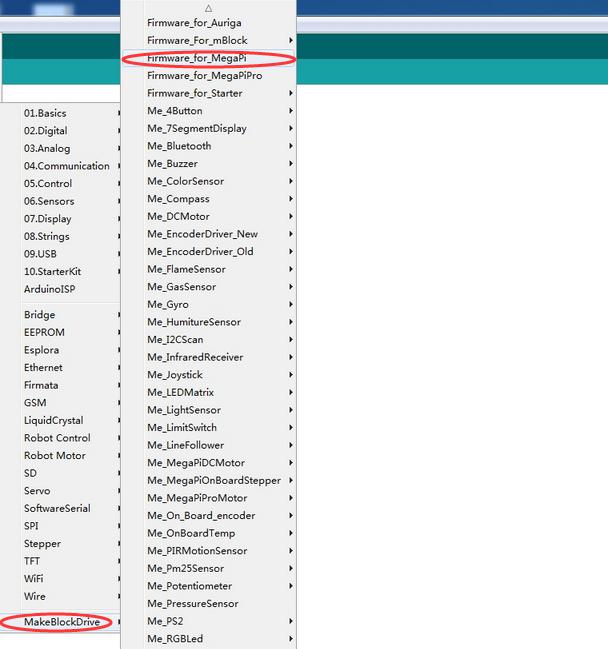 01.Basics
02.Digital
03.Analog
04.Communication
05.Control
06.Sensors
07.Display
08.Strings
09.USB
10.StarterKit
ArduinoISP
Bridge
EEPROM
Esplora
Ethernet
Firmata
GSM
LiquidCrystal
Robot Control
Robot Motor
SD
Servo
SoftwareSerial
SPI
Stepper
TFT
WiFi
Wire
MakeBlockDrive
Firmware_for_Auriga
Firmware_For_mBlock
Firmware_for_MegaPi
Firmware_for_MegaPiPro
Firmware_for_Starter
Me_4Button
Me_7SegmentDisplay
Me_Bluetooth
Me_Buzzer
Me_ColorSensor
Me_Compass
Me_DCMotor
Me_EncoderDriver_New
Me_EncoderDriver_Old
Me_FlameSensor
Me_GasSensor
Me_Gyro
Me_HumitureSensor
Me_I2CScan
Me_InfraredReceiver
Me_Joystick
Me_LEDMatrix
Me_LightSensor
Me_LimitSwitch
Me_LineFollower
Me_MegaPiDCMotor
Me_MegaPiOnBoardStepper
Me_MegaPiProMotor
Me_On_Board_encoder
Me_OnBoardTemp
Me_PIRMotionSensor
Me_Pm25Sensor
Me_Potentiometer
Me_PressureSensor
Me_PS2
Me_RGBLed